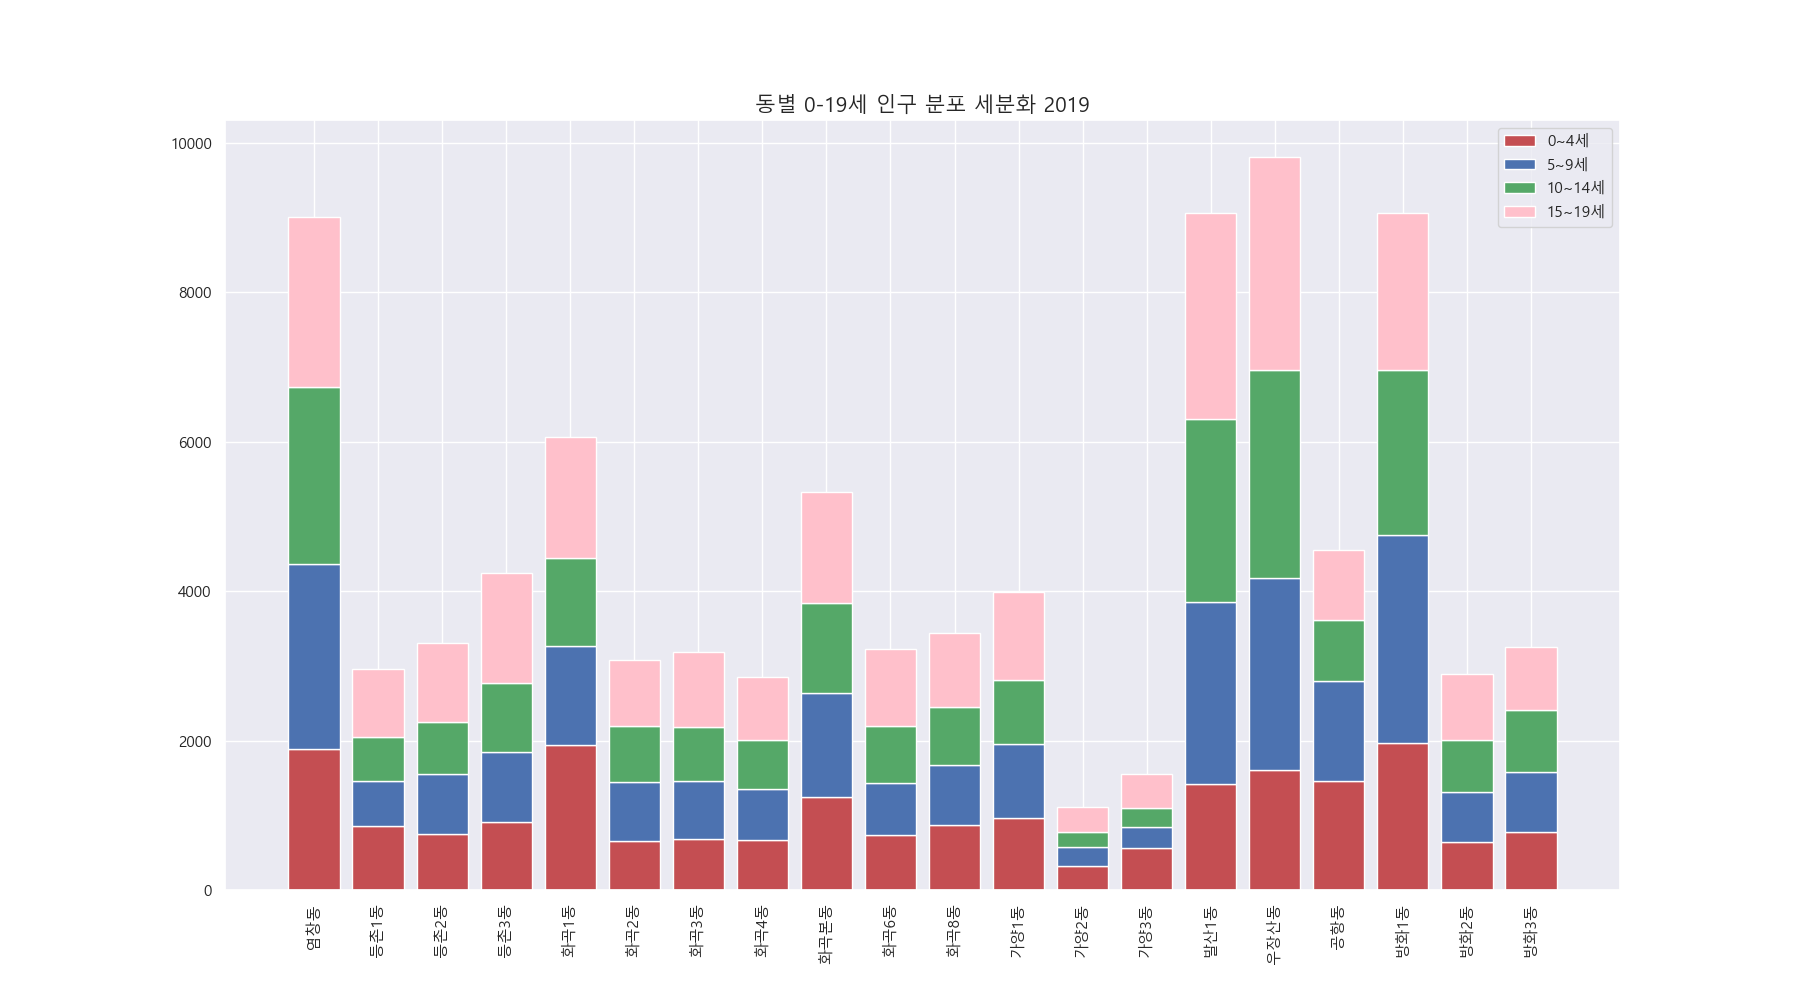 동별 0-19세 인구 분포 세분화 2019
0~4세
5~9세
10~14세
15~19세
10000
8000
6000
4000
2000
0
염창동
등촌1동
등촌2동
등촌3동
화곡1동
화곡2동
화곡3동
화곡4동
화곡본동
화곡6동
화곡8동
가양1동
가양2동
가양3동
발산1동
우장산동
공항동
방화1동
방화2동
방화3동